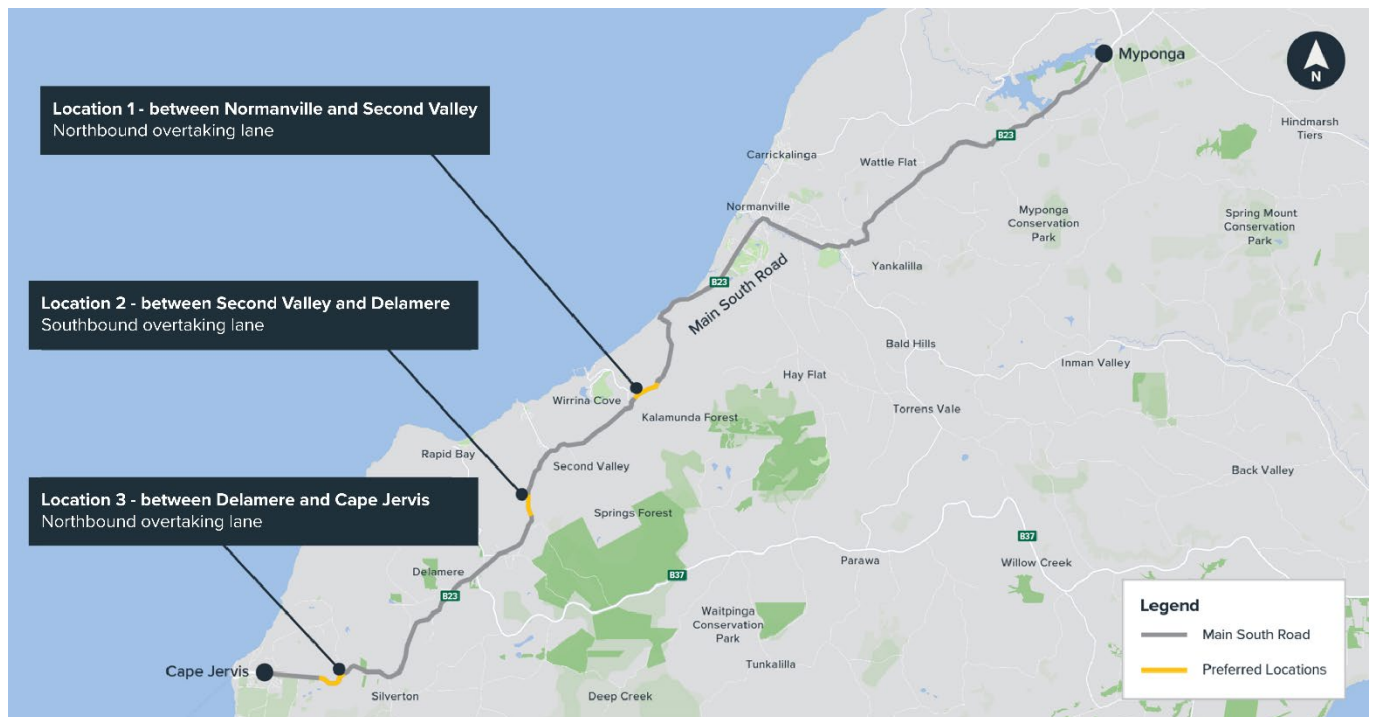 Myponga
N
Location 1 - between Normanville and Second Valley
Northbound overtaking lane
Hindmarsh
Tiers
B23
Carrickalinga
Wattle Flat
Normanville
Myponga
Conservation
Park
Spring Mount
Conservation
Park
Yankalilla
B23
Main South Road
Location 2 - between Second Valley and Delamere
Southbound overtaking lane
Bald Hills
Inman Valley
Hay Flat
Wirrina Cove
Torrens Vale
Kalamunda Forest
Rapid Bay
Second Valley
Back Valley
Location 3 - between Delamere and Cape Jervis
Northbound overtaking lane
Springs Forest
B37
Parawa
Willow Creek
Delamere
B37
B23
Waitpinga
Conservation
Park
Legend
Main South Road
Preferred Locations
Tunkalilla
Cape Jervis
Silverton
Deep Creek